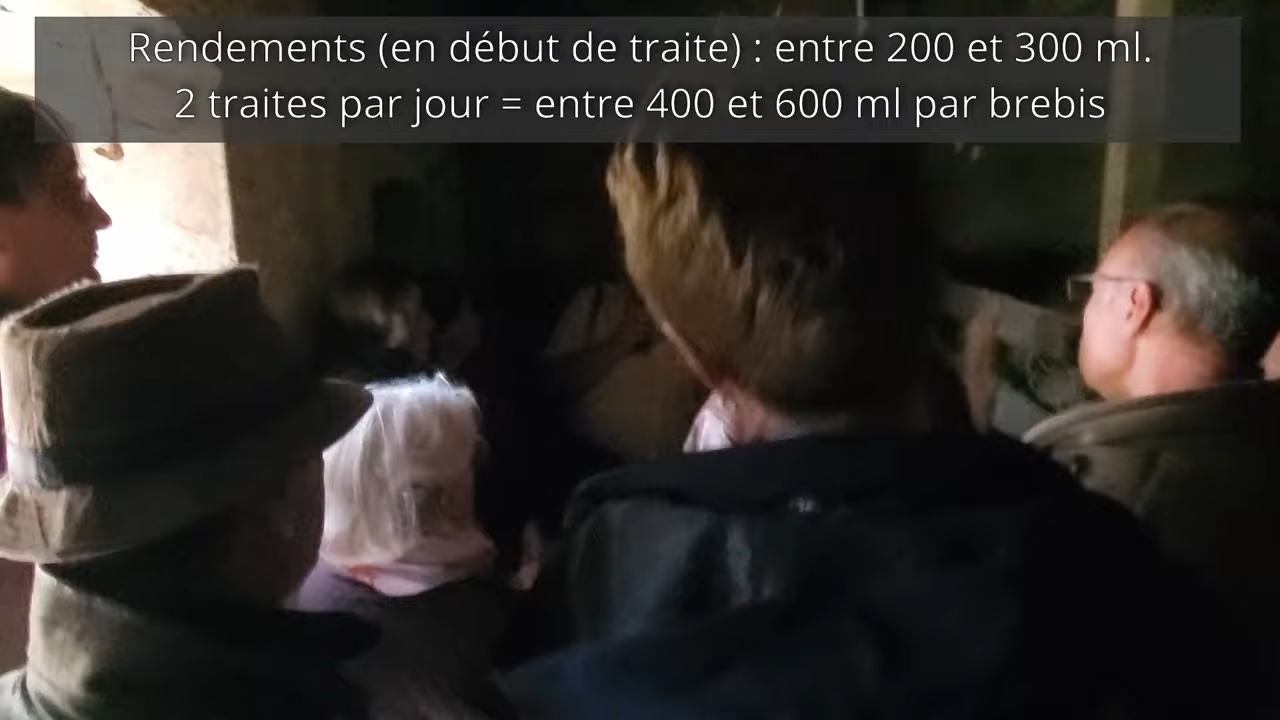 Rendements (en début de traite) : entre 200 et 300 ml.
2 traites par jour = entre 400 et 600 ml par brebis